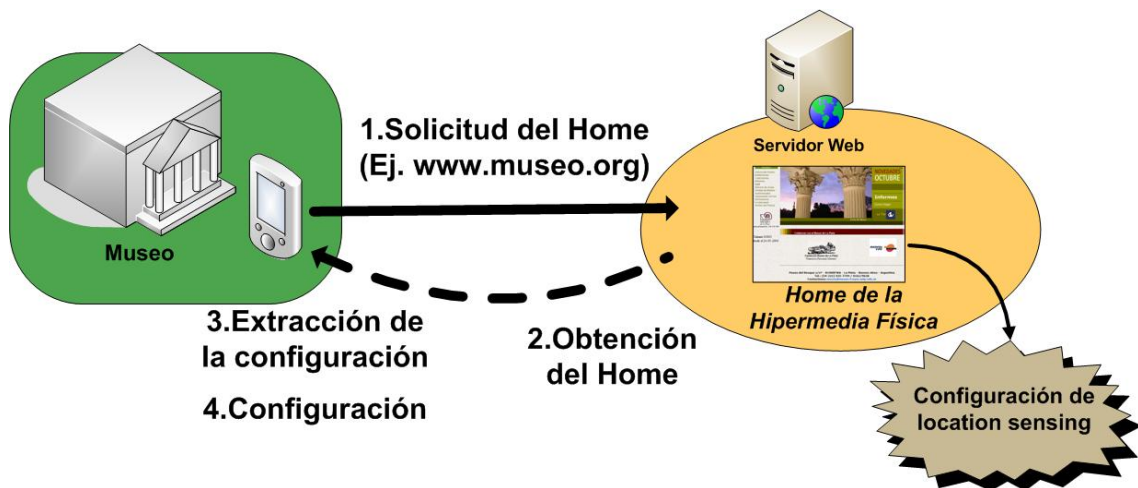 1.Solicitud del Home
(Ej. www.museo.org)
Museo
Servidor Web
OCTUBRE
Home de la
Hipermedia Física
3.Extracción de
la configuración
4.Configuración
2.Obtención
del Home
Configuración de
location sensing